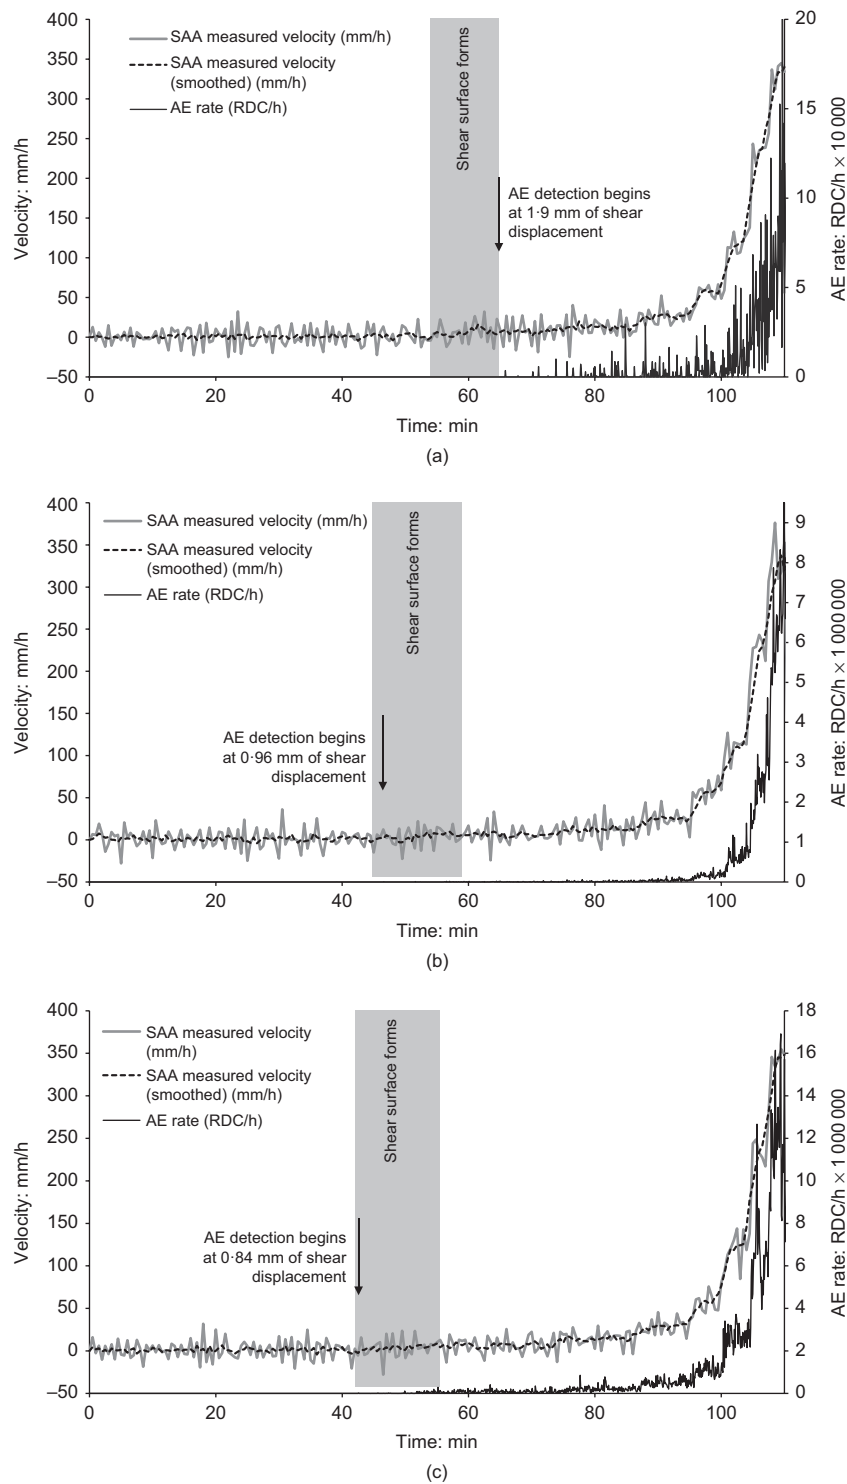 400
350
300
250
200
150
100
50
0
–50
Velocity: mm/h
SAA measured velocity (mm/h)
SAA measured velocity
(smoothed) (mm/h)
AE rate (RDC/h)
Shear surface forms
AE detection begins
at 1·9 mm of shear
displacement
20
15
10
5
0
AE rate: RDC/h × 10 000
0 20 40 60 80 100
Time: min
(a)
400
350
300
250
200
150
100
50
0
–50
Velocity: mm/h
SAA measured velocity (mm/h)
SAA measured velocity
(smoothed) (mm/h)
AE rate (RDC/h)
Shear surface forms
AE detection begins
at 0·96 mm of shear
displacement
9
8
7
6
5
4
3
2
1
0
AE rate: RDC/h × 1 000 000
0 20 40 60 80 100
Time: min
(b)
400
350
300
250
200
150
100
50
0
–50
Velocity: mm/h
SAA measured velocity
(mm/h)
SAA measured velocity
(smoothed) (mm/h)
AE rate (RDC/h)
Shear surface forms
AE detection begins
at 0·84 mm of shear
displacement
18
16
14
12
10
8
6
4
2
0
AE rate: RDC/h × 1 000 000
0 20 40 60 80 100
Time: min
(c)